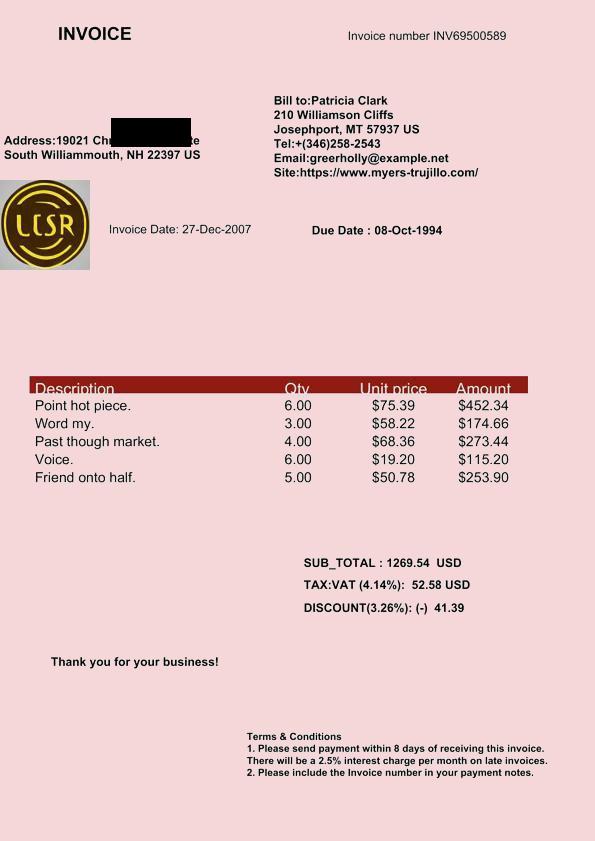 INVOICE
Invoice number INV69500589
Bill to:Patricia Clark
210 Williamson Cliffs
Josephport, MT 57937 US
Tel:+(346)258-2543
Email:greerholly@example.net
Site:https://www.myers-trujillo.com/
Address:19021
South Williammouth, NH 22397 US
LCSR
Invoice Date: 27-Dec-2007
Due Date : 08-Oct-1994
Description Qty Unit price Amount
Point hot piece. 6.00 $75.39 $452.34
Word my. 3.00 $58.22 $174.66
Past though market. 4.00 $68.36 $273.44
Voice. 6.00 $19.20 $115.20
Friend onto half. 5.00 $50.78 $253.90
SUB_TOTAL : 1269.54 USD
TAX:VAT (4.14%): 52.58 USD
DISCOUNT(3.26%): (-) 41.39
Thank you for your business!
Terms & Conditions
1. Please send payment within 8 days of receiving this invoice.
There will be a 2.5% interest charge per month on late invoices.
2. Please include the Invoice number in your payment notes.